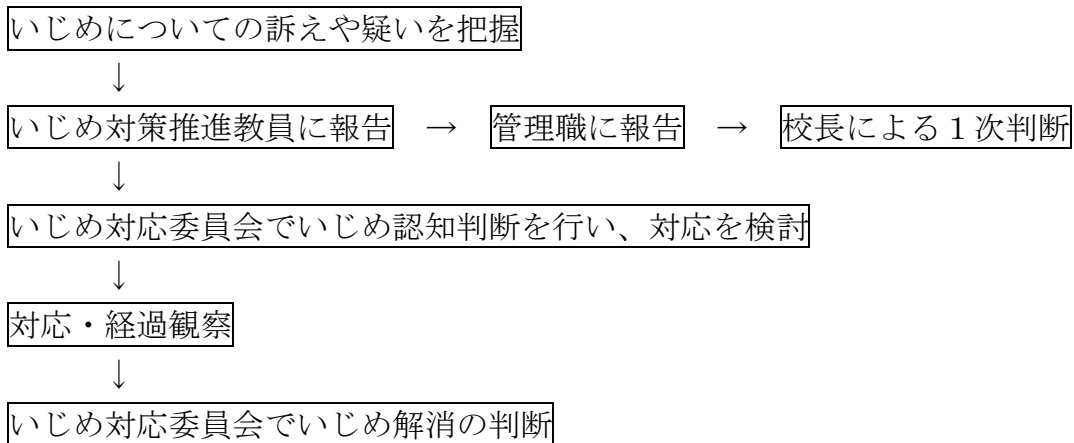 いじめについての訴えや疑いを把握
↓
いじめ対策推進教員に報告 → 管理職に報告 → 校長による1次判断
↓
いじめ対応委員会でいじめ認知判断を行い、対応を検討
↓
対応・経過観察
↓
いじめ対応委員会でいじめ解消の判断